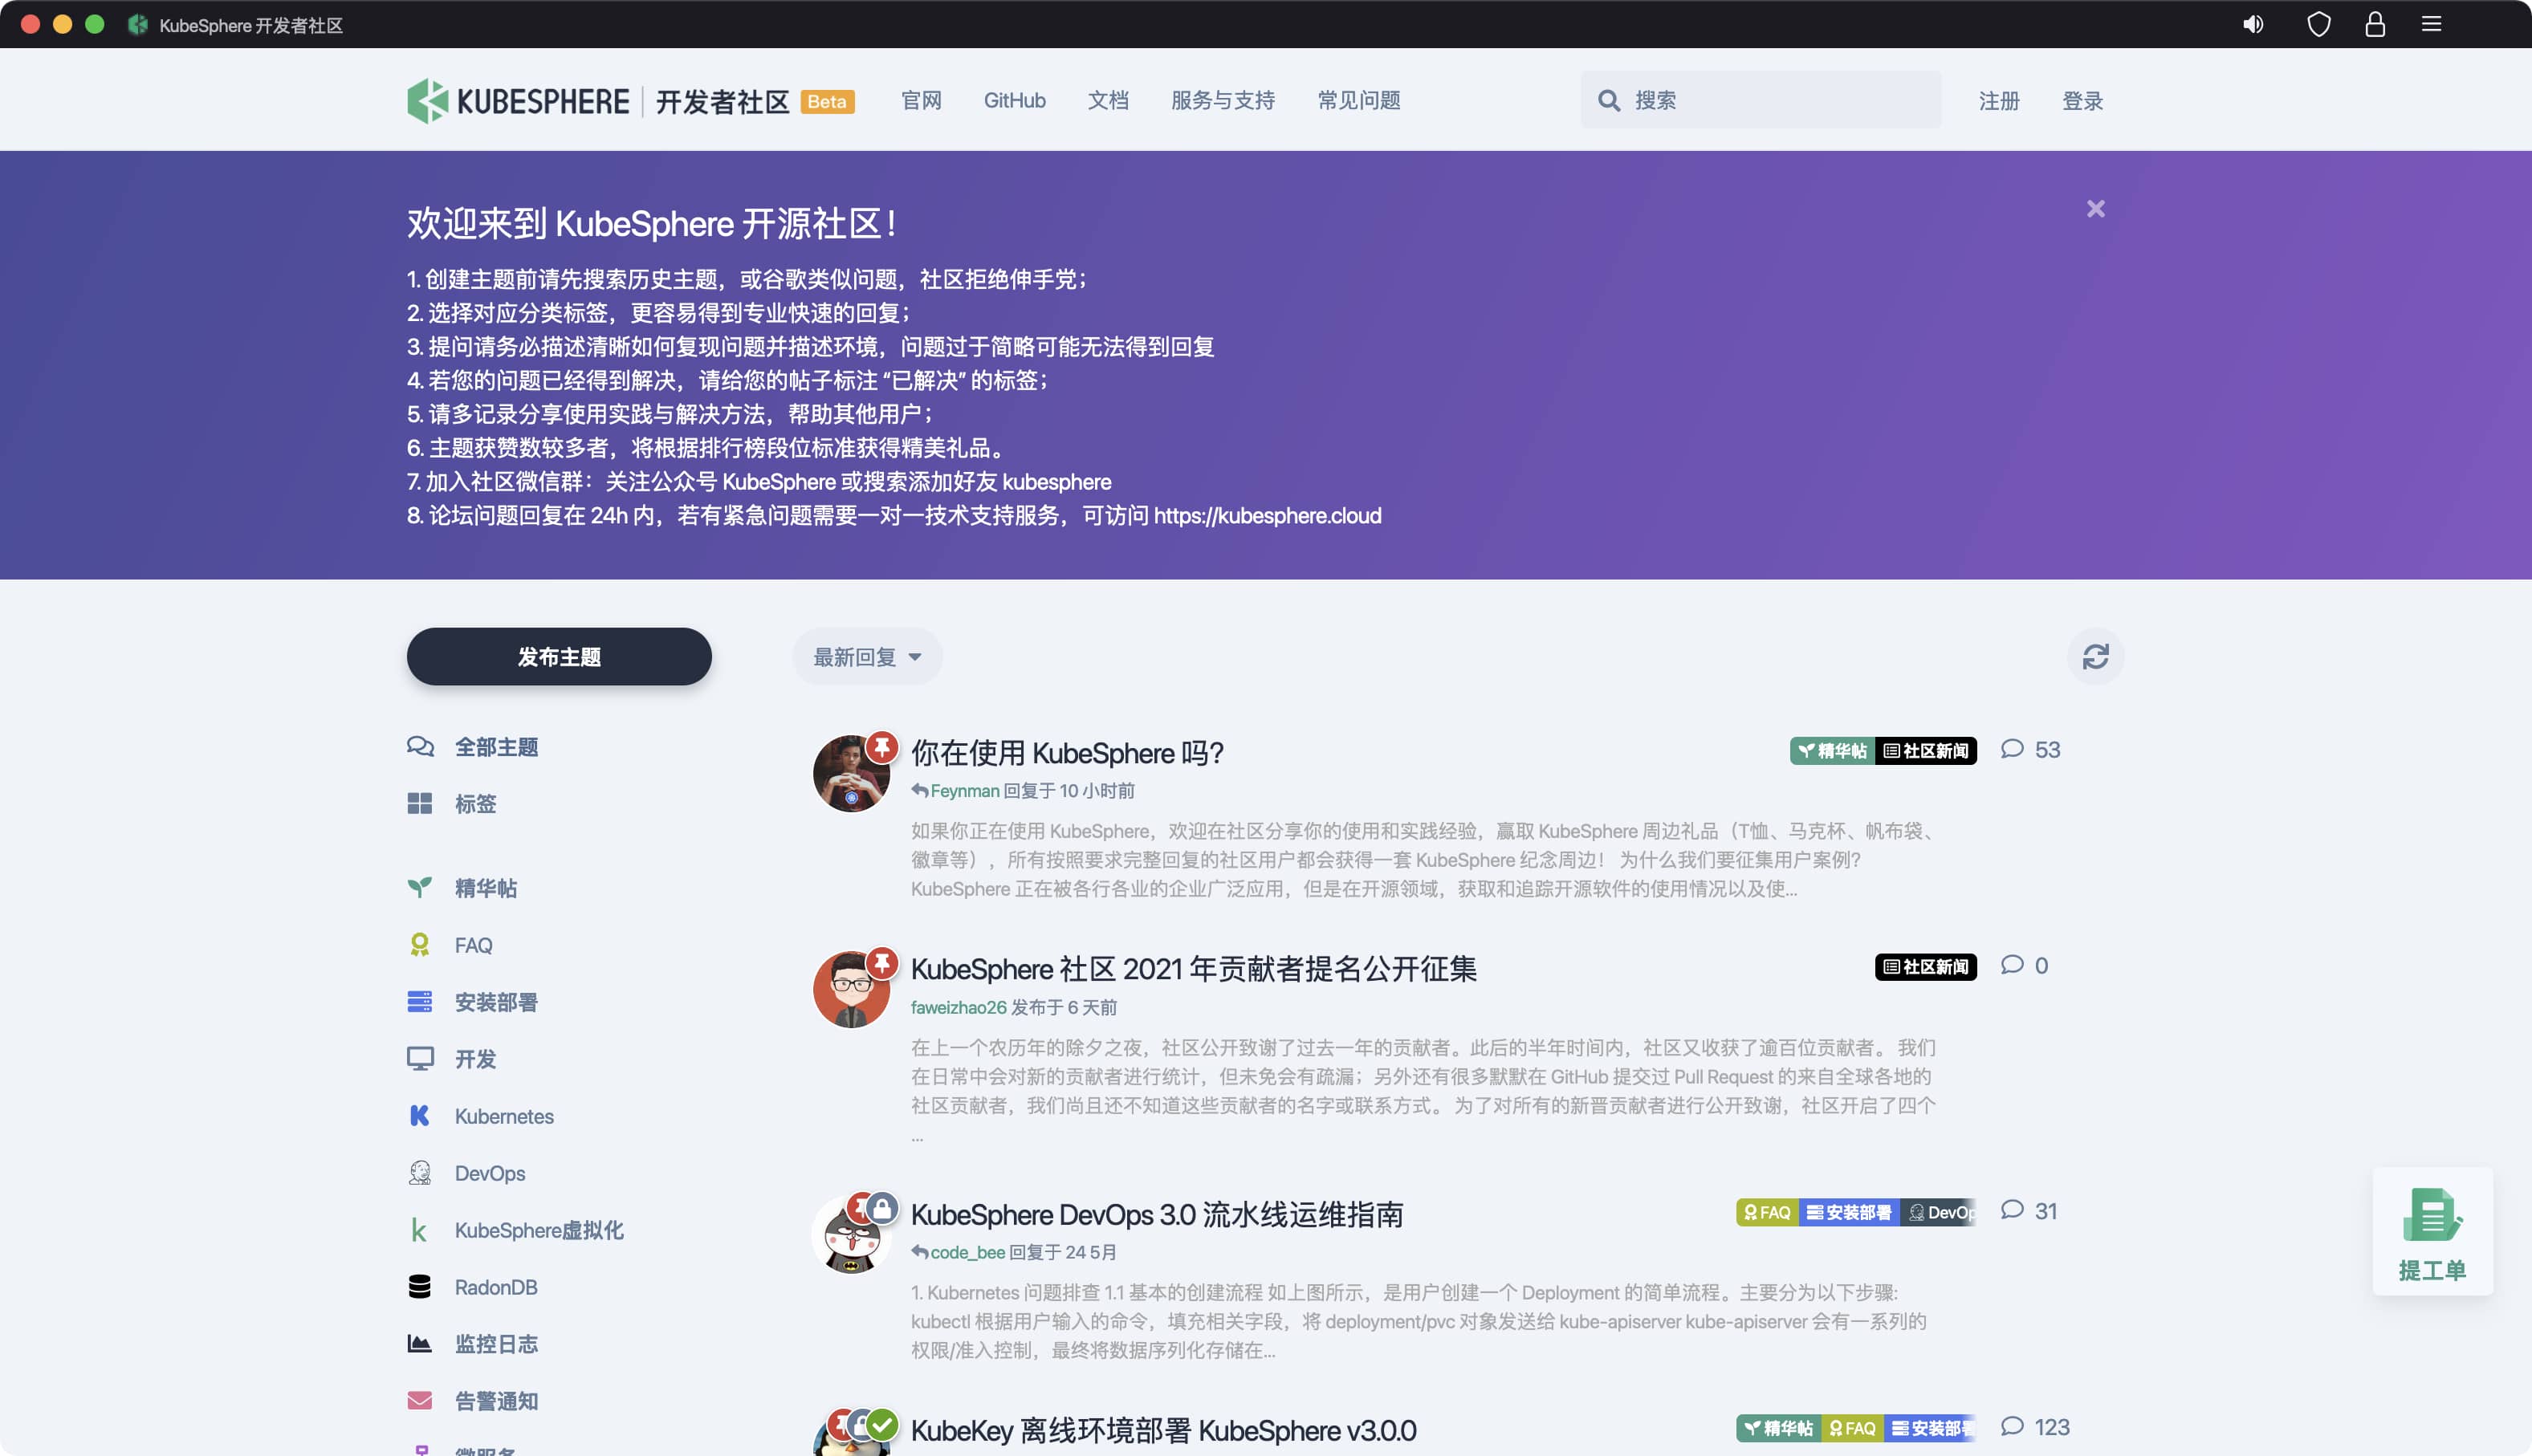 KubeSphere 开发者社区
KUBESPHERE 开发者社区 Beta 官网 GitHub 文档 服务与支持 常见问题 搜索 注册 登录
欢迎来到 KubeSphere 开源社区！
1. 创建主题前请先搜索历史主题，或谷歌类似问题，社区拒绝伸手党；
2. 选择对应分类标签，更容易得到专业快速的回复；
3. 提问请务必描述清晰如何复现问题并描述环境，问题过于简略可能无法得到回复
4. 若您的问题已经得到解决，请给您的帖子标注 “已解决” 的标签；
5. 请多记录分享使用实践与解决方法，帮助其他用户；
6. 主题获赞数较多者，将根据排行榜段位标准获得精美礼品。
7. 加入社区微信群：关注公众号 KubeSphere 或搜索添加好友 kubesphere
8. 论坛问题回复在 24h 内，若有紧急问题需要一对一技术支持服务，可访问 https://kubesphere.cloud
发布主题
全部主题
标签
精华帖
FAQ
安装部署
开发
Kubernetes
DevOps
KubeSphere虚拟化
RadonDB
监控日志
告警通知
最新回复
你在使用 KubeSphere 吗？ 精华帖 社区新闻 53
Feynman 回复于 10 小时前
如果你正在使用 KubeSphere，欢迎在社区分享你的使用和实践经验，赢取 KubeSphere 周边礼品（T恤、马克杯、帆布袋、
徽章等），所有按照要求完整回复的社区用户都会获得一套 KubeSphere 纪念周边！ 为什么我们要征集用户案例？
KubeSphere 正在被各行各业的企业广泛应用，但是在开源领域，获取和追踪开源软件的使用情况以及使...
KubeSphere 社区 2021 年贡献者提名公开征集 社区新闻 0
faweizhao26 发布于 6 天前
在上一个农历年的除夕之夜，社区公开致谢了过去一年的贡献者。此后的半年时间内，社区又收获了逾百位贡献者。 我们
在日常中会对新的贡献者进行统计，但未免会有疏漏；另外还有很多默默在 GitHub 提交过 Pull Request 的来自全球各地的
社区贡献者，我们尚且还不知道这些贡献者的名字或联系方式。 为了对所有的新晋贡献者进行公开致谢，社区开启了四个
...
KubeSphere DevOps 3.0 流水线运维指南 FAQ 安装部署 DevOp 31
code_bee 回复于 24 5月
1. Kubernetes 问题排查 1.1 基本的创建流程 如上图所示，是用户创建一个 Deployment 的简单流程。主要分为以下步骤:
kubectl 根据用户输入的命令，填充相关字段，将 deployment/pvc 对象发送给 kube-apiserver kube-apiserver 会有一系列的
权限/准入控制，最终将数据序列化存储在...
KubeKey 离线环境部署 KubeSphere v3.0.0 精华帖 FAQ 安装部署 123
提工单